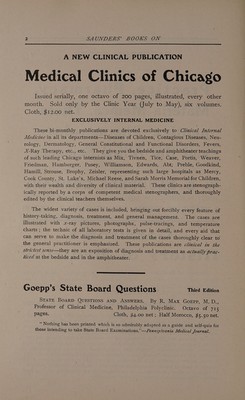 SAUNDERS' BOOKS ON
A NEW CLINICAL PUBLICATION
Medical Clinics of Chicago
Issued serially, one octavo of 200 pages, illustrated, every other
month. Sold only by the Clinic Year (July to May), six volumes.
Cloth, $12.00 net.
EXCLUSIVELY INTERNAL MEDICINE
These bi-monthly publications are devoted exclusively to Clinical Internal
Medicine in all its departments—Diseases of Children, Contagious Diseases, Neu-
rology, Dermatology, General Constitutional and Functional Disorders, Fevers,
X-Ray Therapy, etc., etc. They give you the bedside and amphitheater teachings
of such leading Chicago internists as Mix, Tivnen, Tice, Case, Portis, Weaver,
Friedman, Hamburger, Pusey, Williamson, Edwards, Abt, Preble, Goodkind,
Hamill, Strouse, Brophy, Zeisler, representing such large hospitals as Mercy,
Cook County, St. Luke's, Michael Reese, and Sarah Morris Memorial for Children,
with their wealth and diversity of clinical material. These clinics are stenograph-
ically reported by a corps of competent medical stenographers, and thoroughly
edited by the clinical teachers themselves.
The widest variety of cases is included, bringing out forcibly every feature of
history-taking, diagnosis, treatment, and general management. The cases are
illustrated with x-ray pictures, photographs, pulse-tracings, and temperature
charts; the technic of all laboratory tests is given in detail, and every aid that
can serve to make the diagnosis and treatment of the cases thoroughly clear to
the general practitioner is emphasized. These publications are clinical in the
strictest sense—they are an exposition of diagnosis and treatment as actually prac-
ticed at the bedside and in the amphitheater.
Goepp's State Board Questions Third Edition
STATE BOARD QUESTIONS AND ANSWERS. By R. MAX GOEPP, M. D.,
Professor of Clinical Medicine, Philadelphia Polyclinic. Octavo of 715
pages. Cloth, $4.00 net; Half Morocco, $5.50 net.
"Nothing has been printed which is so admirably adapted as a guide and self-quiz for
those intending to take State Board Examinations."—Pennsylvania Medical Journal.